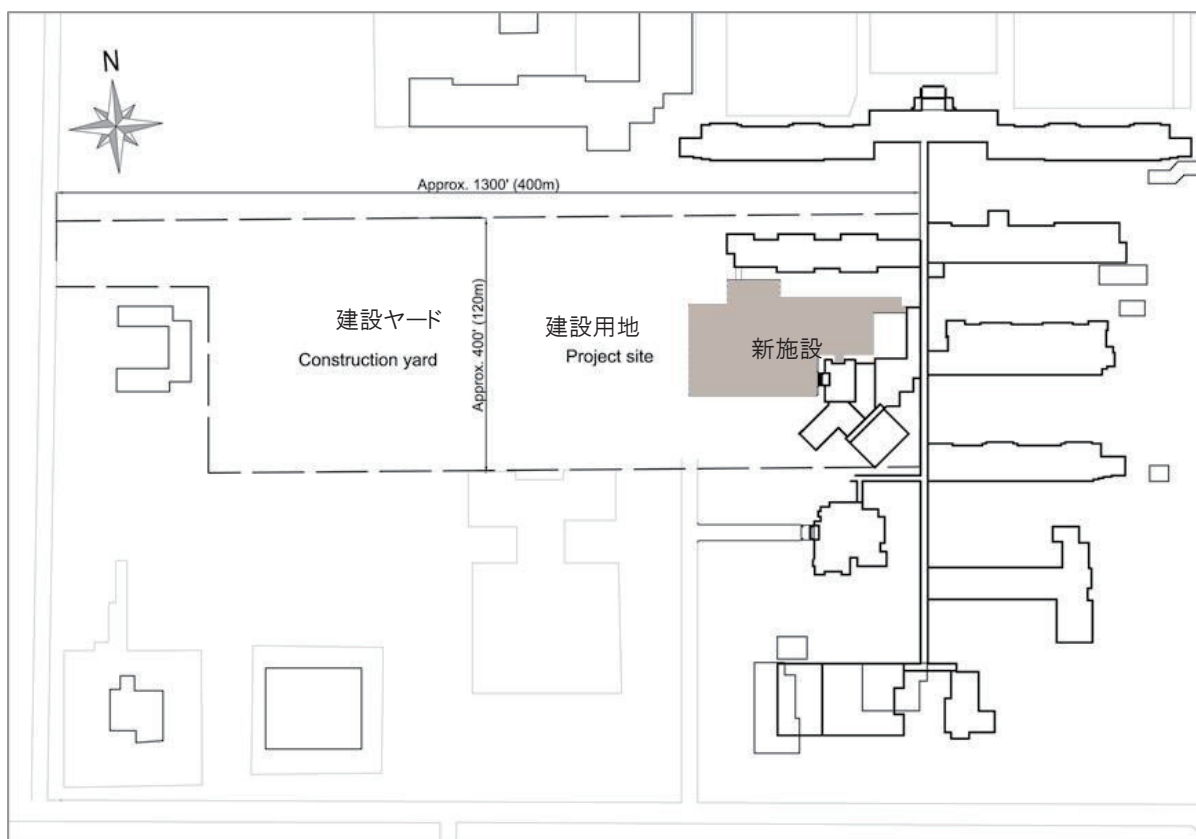 N
Approx. 1300' (400m)
建設ヤード
Construction yard
Approx. 400' (120m)
建設用地
Project site
新施設